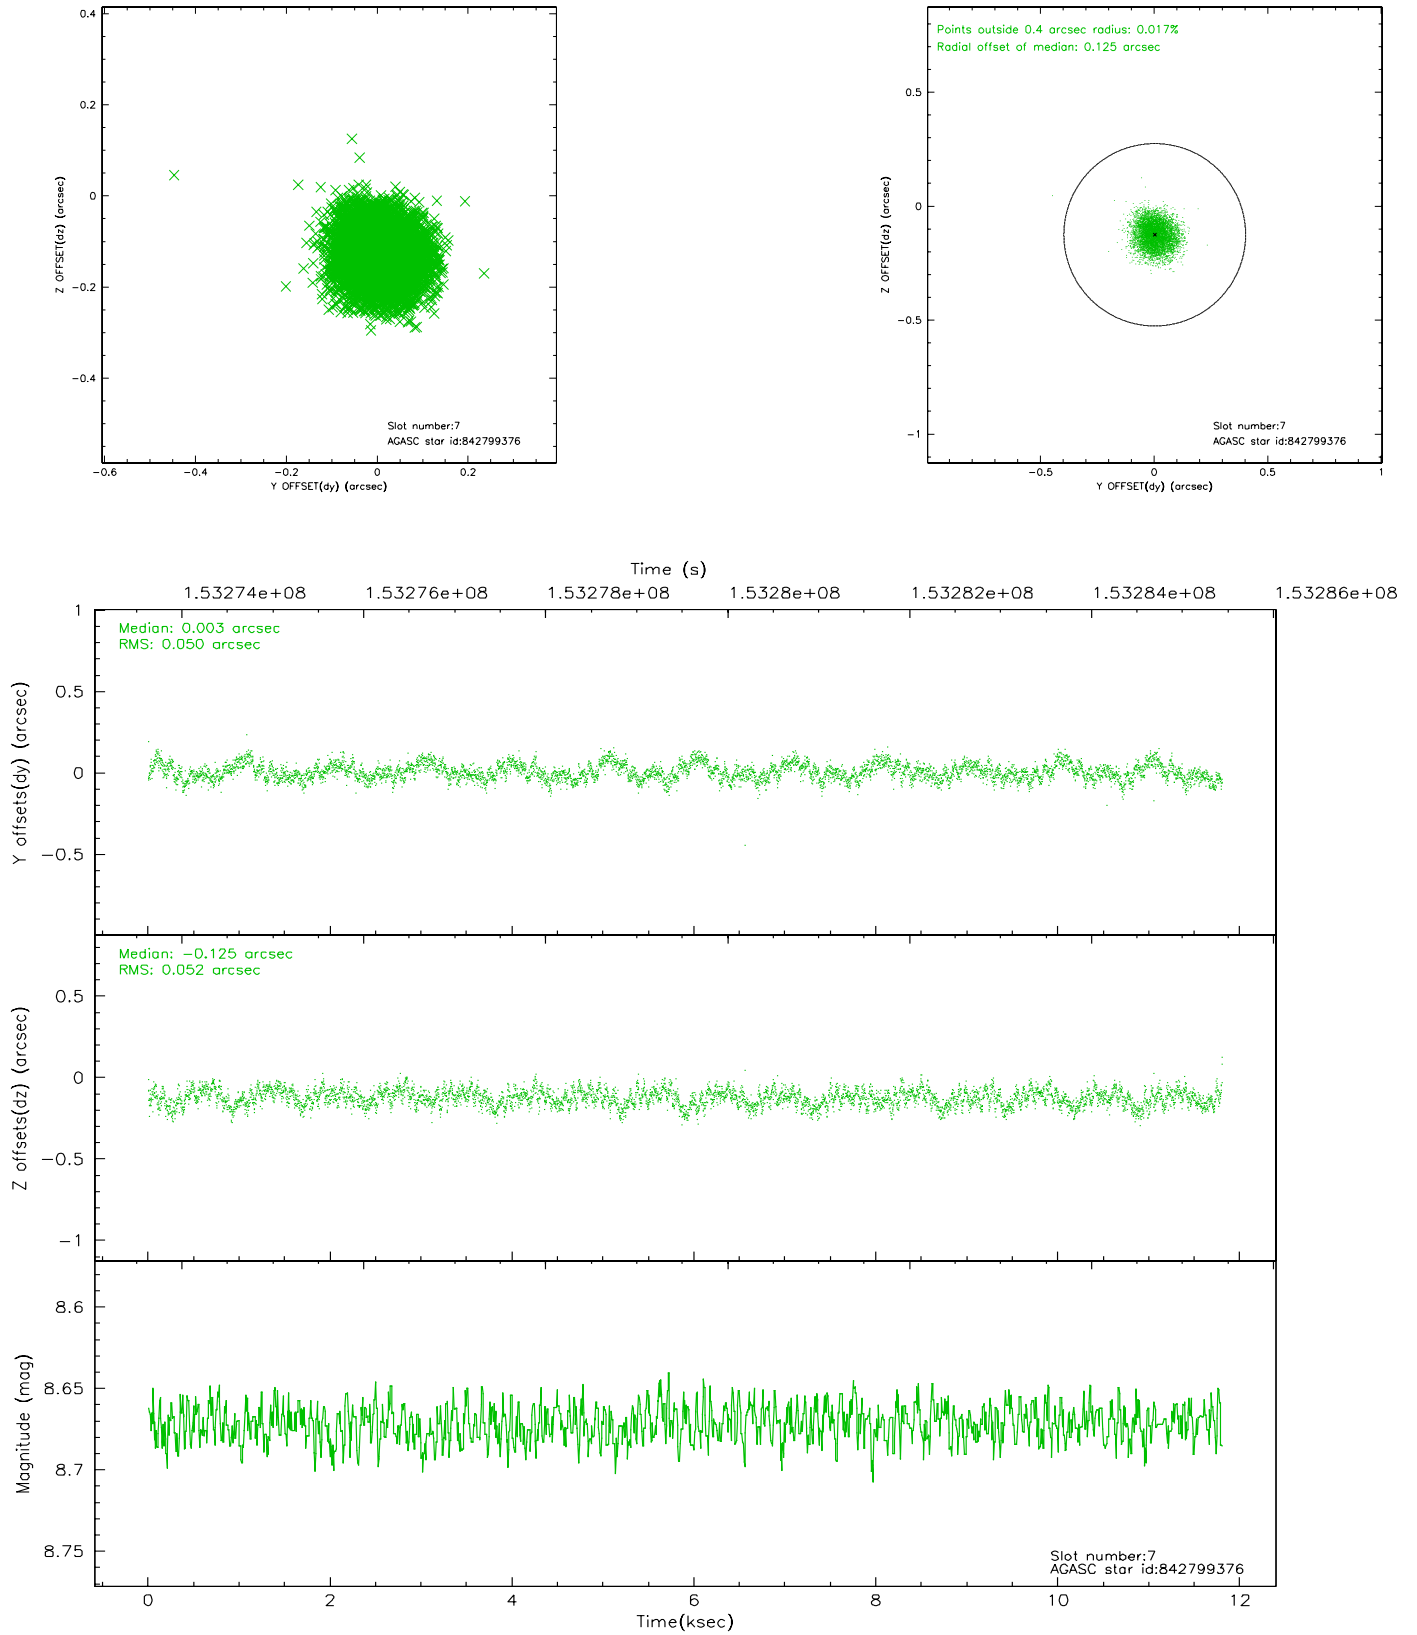 0.4
0.2
0
−0.2
−0.4
Z OFFSET(dz) (arcsec)
−0.6
−0.4
−0.2
0
0.2
Y OFFSET(dy) (arcsec)
Slot number:7
AGASC star id:842799376
Points outside 0.4 arcsec radius: 0.017%
Radial offset of median: 0.125 arcsec
0.5
0
−0.5
−1
Z OFFSET(dz) (arcsec)
−0.5
0
0.5
1
Y OFFSET(dy) (arcsec)
Slot number:7
AGASC star id:842799376
Time (s)
1.53274e+08
1.53276e+08
1.53278e+08
1.5328e+08
1.53282e+08
1.53284e+08
1.53286e+08
Median: 0.003 arcsec
RMS: 0.050 arcsec
1
0.5
0
−0.5
Y offsets(dy) (arcsec)
Median: −0.125 arcsec
RMS: 0.052 arcsec
0.5
0
−0.5
−1
Z offsets(dz) (arcsec)
8.6
8.65
8.7
8.75
Magnitude (mag)
Slot number:7
AGASC star id:842799376
0
2
4
6
8
10
12
Time(ksec)